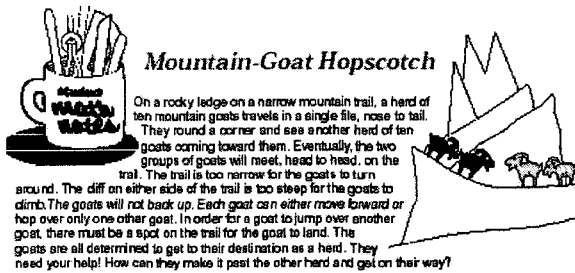 Mountain-Goat Hopscotch
On a rocky ledge on a narrow mountain trail, a herd of
ten mountain goats travels in a single file, nose to tail.
They round a corner and see another herd of ten
goats coming toward them. Eventually, the two
groups of goats will meet, head to head, on the
trail. The trail is too narrow for the goats to turn
around. The cliff on either side of the trail is too steep for the goats to
climb. The goats will not back up. Each goat can either move forward or
hop over only one other goat. In order for a goat to jump over another
goat, there must be a spot on the trail for the goat to land. The
goats are all determined to get to their destination as a herd. They
need your help! How can they make it past the other herd and get on their way?